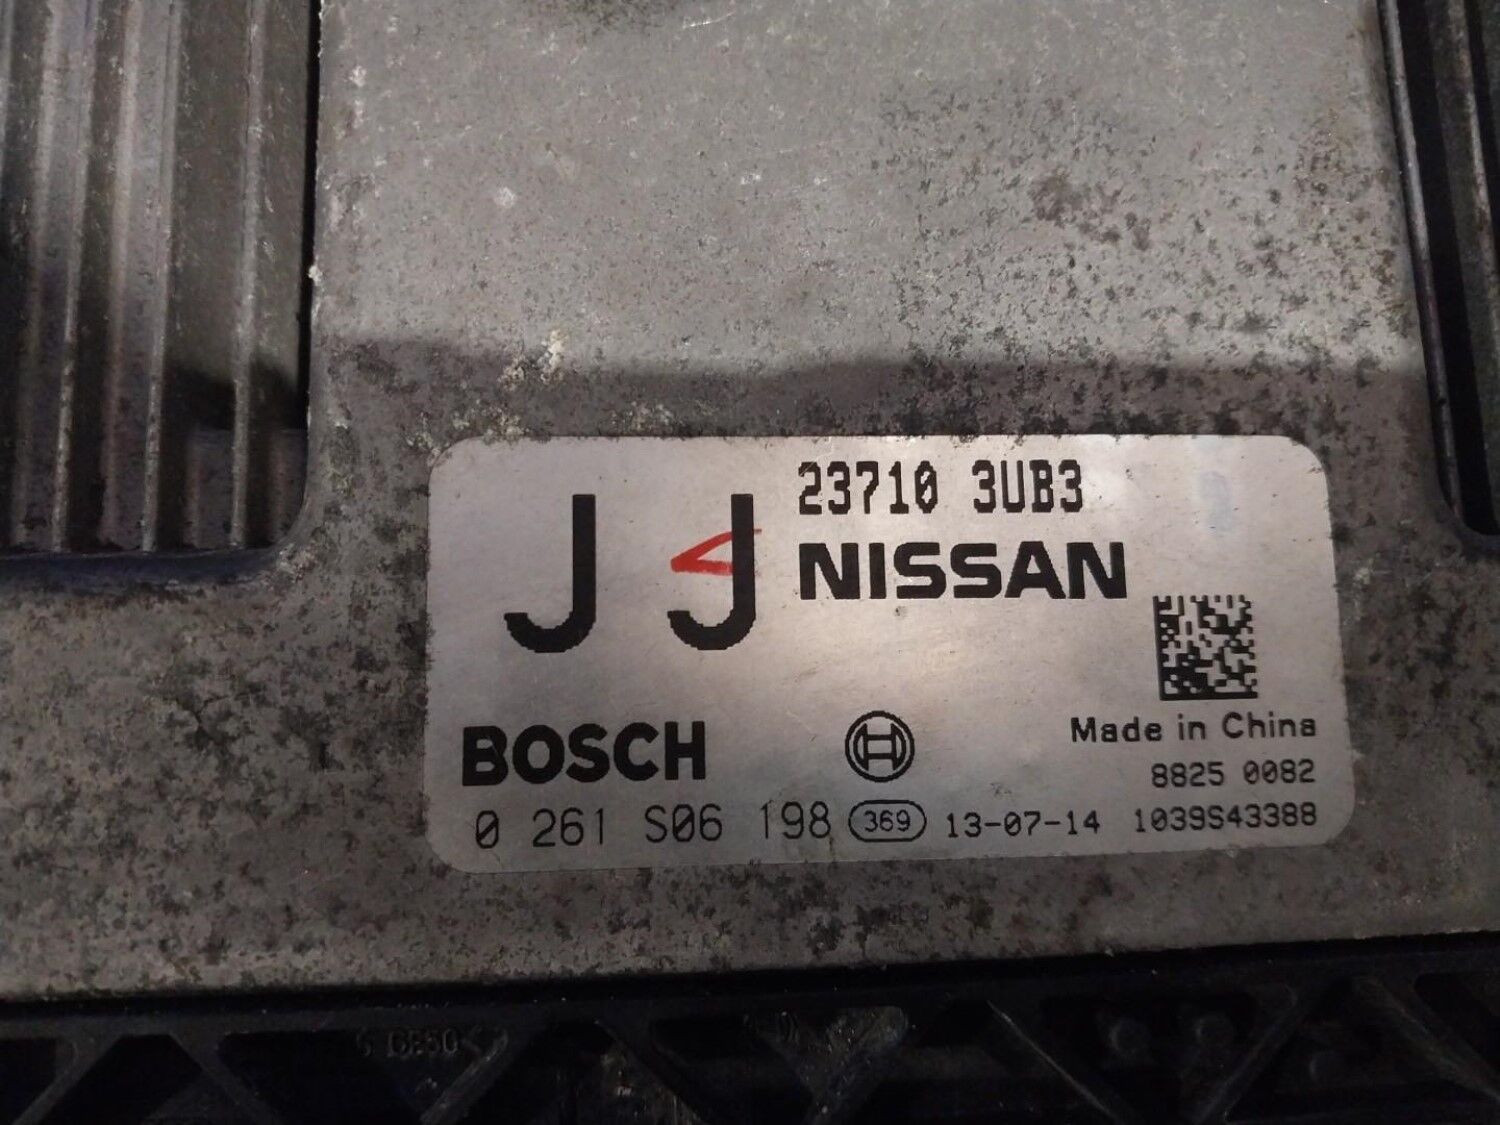 23710 3UB3
J J
NISSAN
BOSCH
Made in China
8825 0082
0 261 S06 198 369 13-07-14 1039S43388